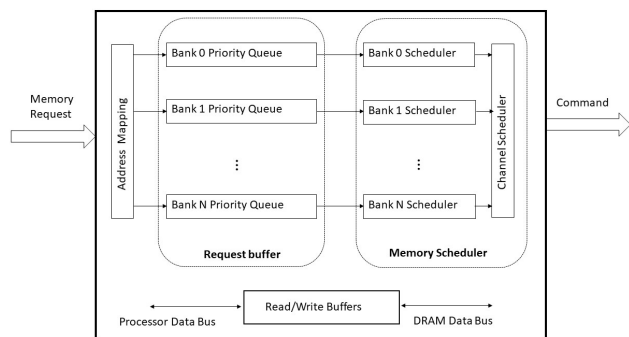 Bank 0 Priority Queue
Bank 0 Scheduler
Memory
Request
Address Mapping
Bank 1 Priority Queue
Bank 1 Scheduler
Channel Scheduler
Command
...
...
Bank N Priority Queue
Bank N Scheduler
Request buffer
Memory Scheduler
Read/Write Buffers
Processor Data Bus
DRAM Data Bus